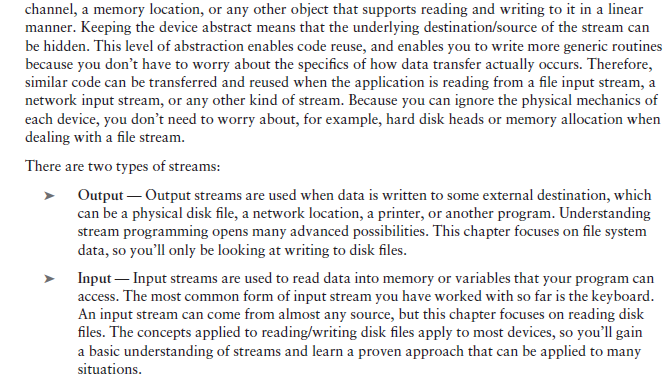 channel, a memory location, or any other object that supports reading and writing to it in a linear
manner. Keeping the device abstract means that the underlying destination/source of the stream can
be hidden. This level of abstraction enables code reuse, and enables you to write more generic routines
because you don't have to worry about the specifics of how data transfer actually occurs. Therefore,
similar code can be transferred and reused when the application is reading from a file input stream, a
network input stream, or any other kind of stream. Because you can ignore the physical mechanics of
each device, you don't need to worry about, for example, hard disk heads or memory allocation when
dealing with a file stream.
There are two types of streams:
➤ Output — Output streams are used when data is written to some external destination, which
can be a physical disk file, a network location, a printer, or another program. Understanding
stream programming opens many advanced possibilities. This chapter focuses on file system
data, so you'll only be looking at writing to disk files.
➤ Input — Input streams are used to read data into memory or variables that your program can
access. The most common form of input stream you have worked with so far is the keyboard.
An input stream can come from almost any source, but this chapter focuses on reading disk
files. The concepts applied to reading/writing disk files apply to most devices, so you'll gain
a basic understanding of streams and learn a proven approach that can be applied to many
situations.